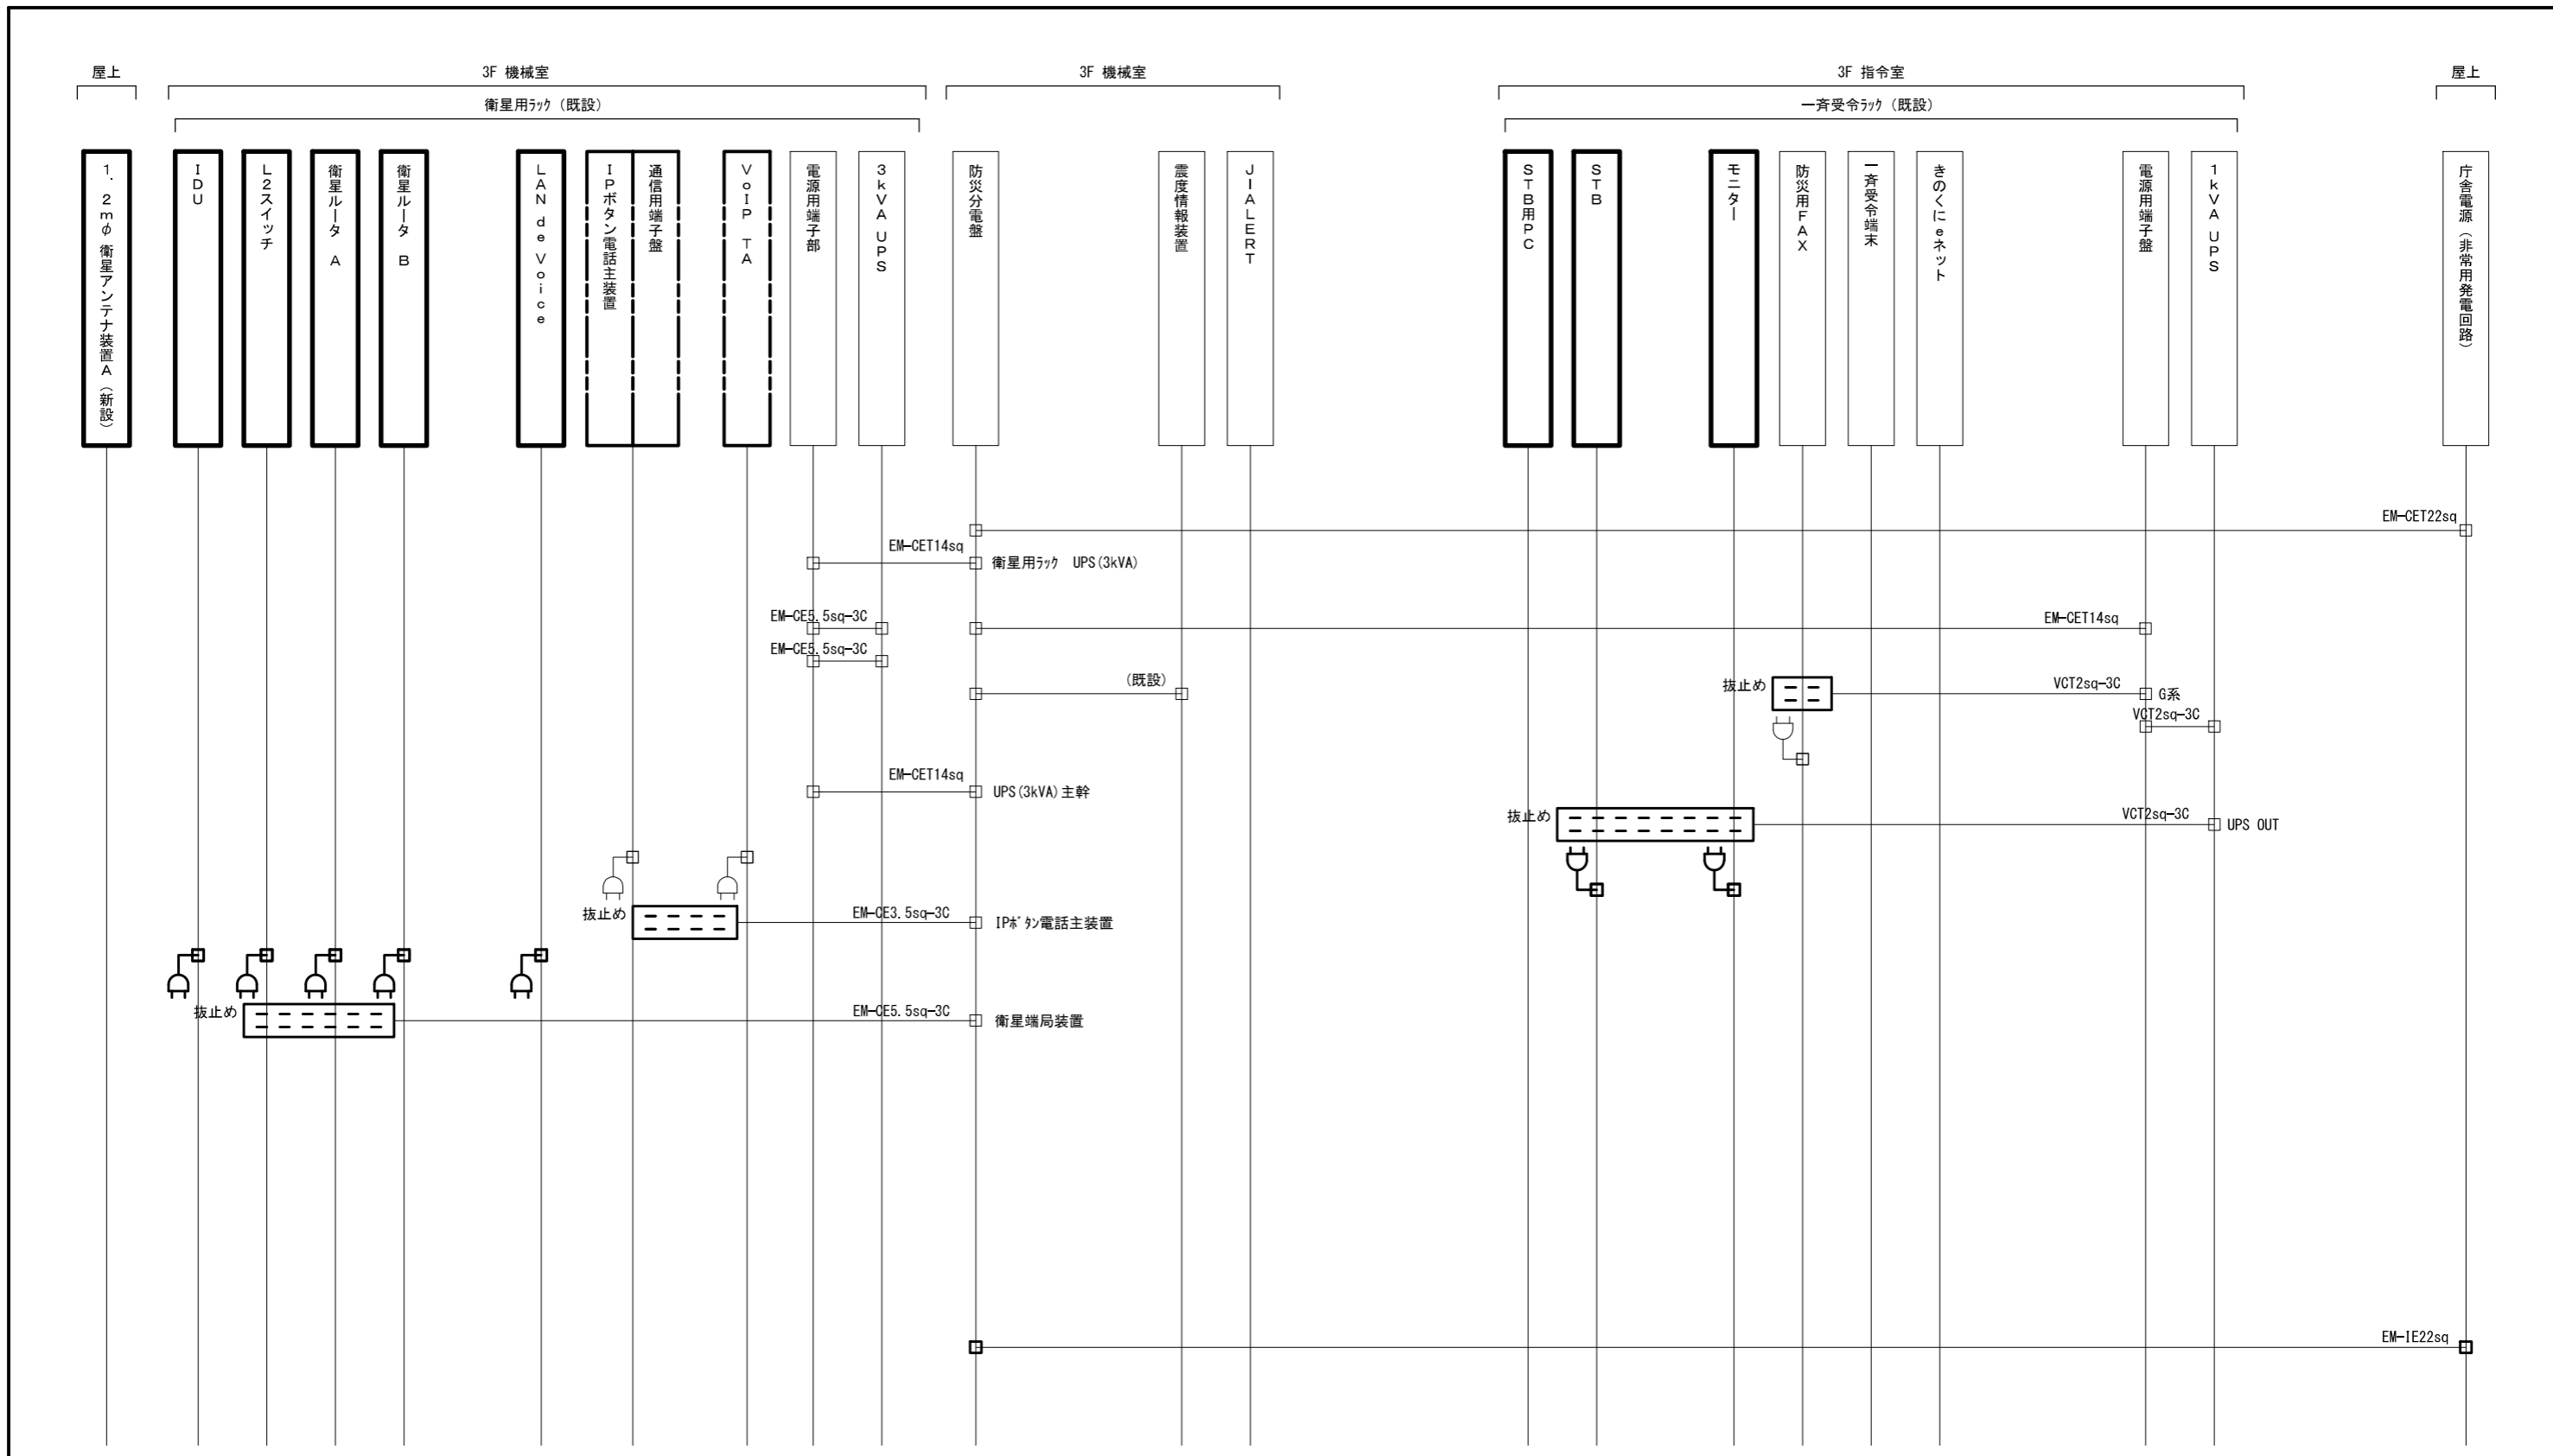 屋上
3F 機械室
3F 機械室
3F 指令室
屋上
衛星用ﾗｯｸ（既設）
一斉受令ﾗｯｸ（既設）
１．２ｍφ 衛星アンテナ装置Ａ（新設）
ＩＤＵ
Ｌ２スイッチ
衛星ルータ Ａ
衛星ルータ Ｂ
ＬＡＮ ｄｅ Ｖｏｉｃｅ
ＩＰボタン電話主装置
通信用端子盤
ＶｏＩＰ ＴＡ
電源用端子部
３ｋＶＡ ＵＰＳ
防災分電盤
震度情報装置
ＪＩＡＬＥＲＴ
ＳＴＢ用ＰＣ
ＳＴＢ
モニター
防災用ＦＡＸ
一斉受令端末
きのくにｅネット
電源用端子盤
１ｋＶＡ ＵＰＳ
庁舎電源（非常用発電回路）
EM-CET22sq
EM-CET14sq
衛星用ﾗｯｸ UPS(3kVA)
EM-CE5.5sq-3C
EM-CET14sq
EM-CE5.5sq-3C
（既設）
抜止め
VCT2sq-3C
G系
VCT2sq-3C
EM-CET14sq
UPS(3kVA)主幹
抜止め
VCT2sq-3C
UPS OUT
抜止め
EM-CE3.5sq-3C
IPﾎﾞﾀﾝ電話主装置
抜止め
EM-CE5.5sq-3C
衛星端局装置
EM-IE22sq